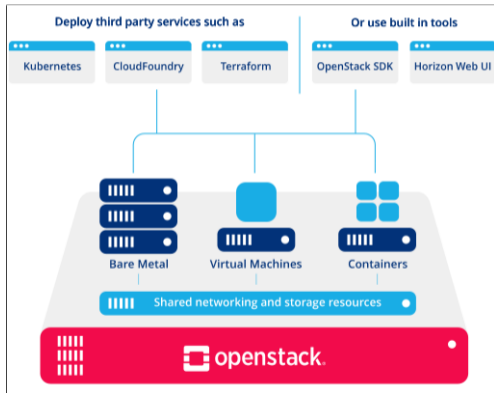 Deploy third party services such as
Or use built in tools
Kubernetes
CloudFoundry
Terraform
OpenStack SDK
Horizon Web UI
Bare Metal
Virtual Machines
Containers
Shared networking and storage resources
openstack.